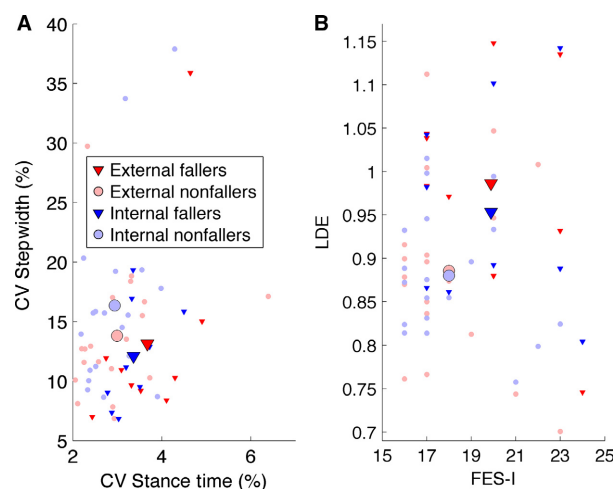 A
CV Stepwidth (%)
40
35
30
25
20
15
10
5
2
4
6
CV Stance time (%)
External fallers
External nonfallers
Internal fallers
Internal nonfallers
B
LDE
1.15
1.1
1.05
1
0.95
0.9
0.85
0.8
0.75
0.7
15
17
19
21
23
25
FES-I